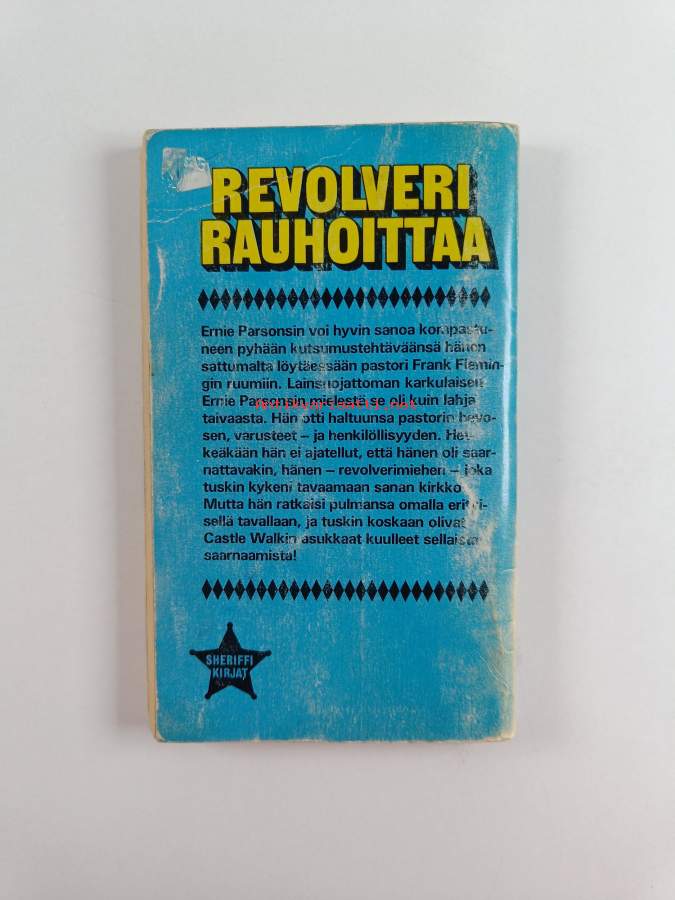 REVOLVERI
RAUHOITTAA
Ernie Parsonsin voi hyvin sanoa kompastu-
neen pyhään kutsumustehtäväänsä hänen
sattumalta löytäessään pastori Frank Flemin-
gin ruumiin. Lainsuojattoman karkulaisen
Ernie Parsonsin mielestä se oli kuin lahja
taivaasta. Hän otti haltuunsa pastorin hevo-
sen, varusteet – ja henkilöllisyyden. Het-
keäkään hän ei ajatellut, että hänen oli saar-
nattavakin, hänen – revolverimiehen – joka
tuskin kykeni tavaamaan sanan kirkko.
Mutta hän ratkaisi pulmansa omalla erityi-
sellä tavallaan, ja tuskin koskaan olivat
Castle Walkin asukkaat kuulleet sellaista
saarnaamista!
SHERIFFI
KIRJAT